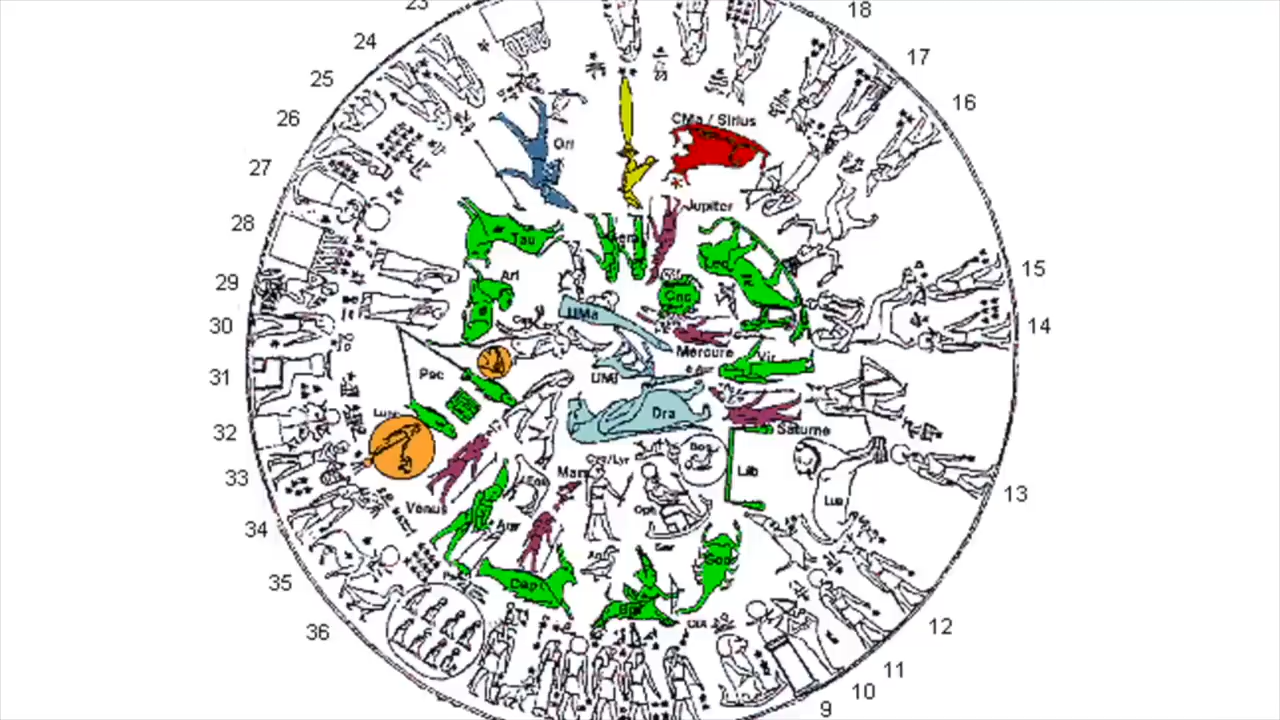 23
18
24
17
25
16
26
CMa / Sirius
Ori
27
Jupiter
28
Tau
Leo
Ari
15
29
Cnc
UMa
30
14
Mercure
Vir
31
Psc
UMi
Dra
32
Saturne
33
Lib
Mars
13
Venus
Lup
34
Aqr
Sco
35
Capr
36
12
11
10
9